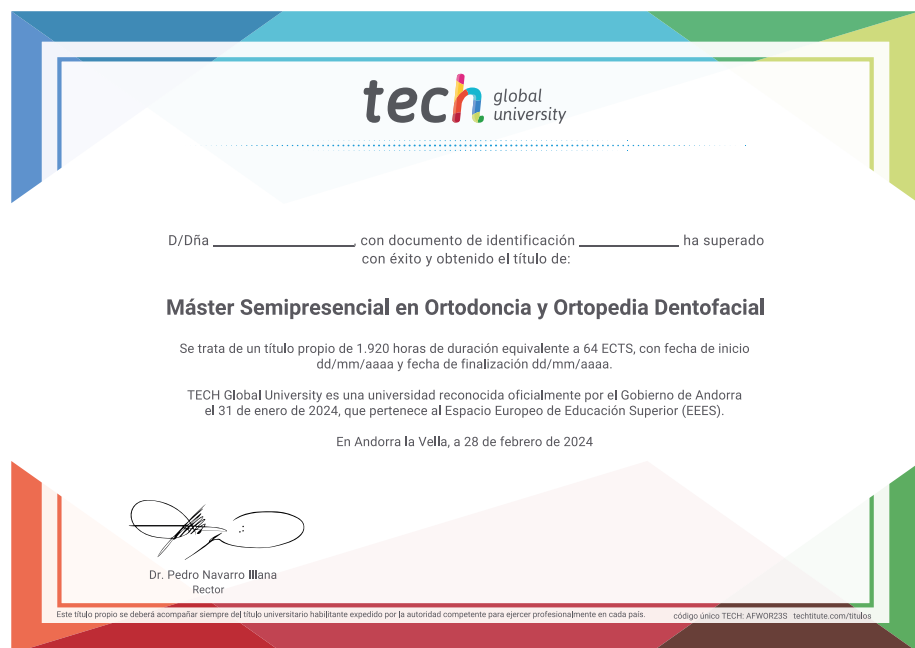 tech global university
D/Dña ____________, con documento de identificación ____________ ha superado
con éxito y obtenido el título de:
Máster Semipresencial en Ortodoncia y Ortopedia Dentofacial
Se trata de un título propio de 1.920 horas de duración equivalente a 64 ECTS, con fecha de inicio
dd/mm/aaaa y fecha de finalización dd/mm/aaaa.
TECH Global University es una universidad reconocida oficialmente por el Gobierno de Andorra
el 31 de enero de 2024, que pertenece al Espacio Europeo de Educación Superior (EEES).
En Andorra la Vella, a 28 de febrero de 2024
Dr. Pedro Navarro Illana
Rector
Este título propio se deberá acompañar siempre del título universitario habilitante expedido por la autoridad competente para ejercer profesionalmente en cada país. código único TECH: AFWOR23S techtitute.com/titulos